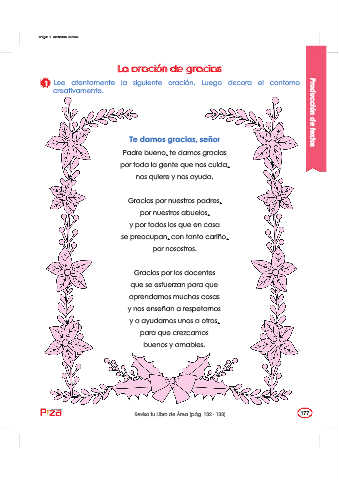 La oración de gracias
1 Lee atentamente la siguiente oración. Luego decora el contorno
creativamente.
Producción de textos
Te damos gracias, señor
Padre bueno, te damos gracias
por toda la gente que nos cuida,
nos quiere y nos ayuda.
Gracias por nuestros padres,
por nuestros abuelos,
y por todos los que en casa
se preocupan, con tanto cariño,
por nosotros.
Gracias por los docentes
que se esfuerzan para que
aprendamos muchas cosas
y nos enseñan a respetarnos
y a ayudarnos unos a otros,
para que crezcamos
buenos y amables.
Revisa tu Libro de Área (pág. 132 - 133)
177